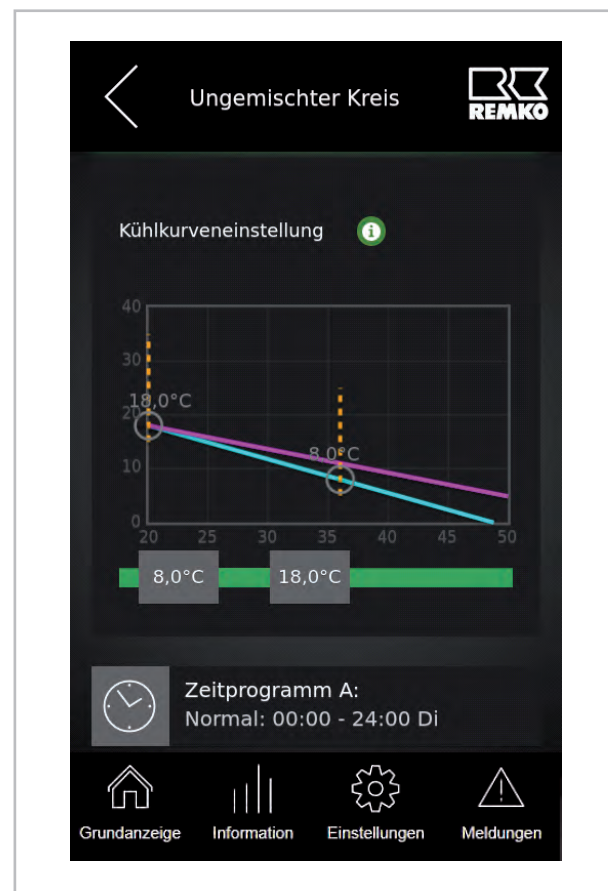 Ungemischter Kreis
REMKO
Kühlkurveneinstellung
40
30
18,0°C
20
8,0°C
10
0
20 25 30 35 40 45 50
8,0°C 18,0°C
Zeitprogramm A:
Normal: 00:00 - 24:00 Di
Grundanzeige Information Einstellungen Meldungen